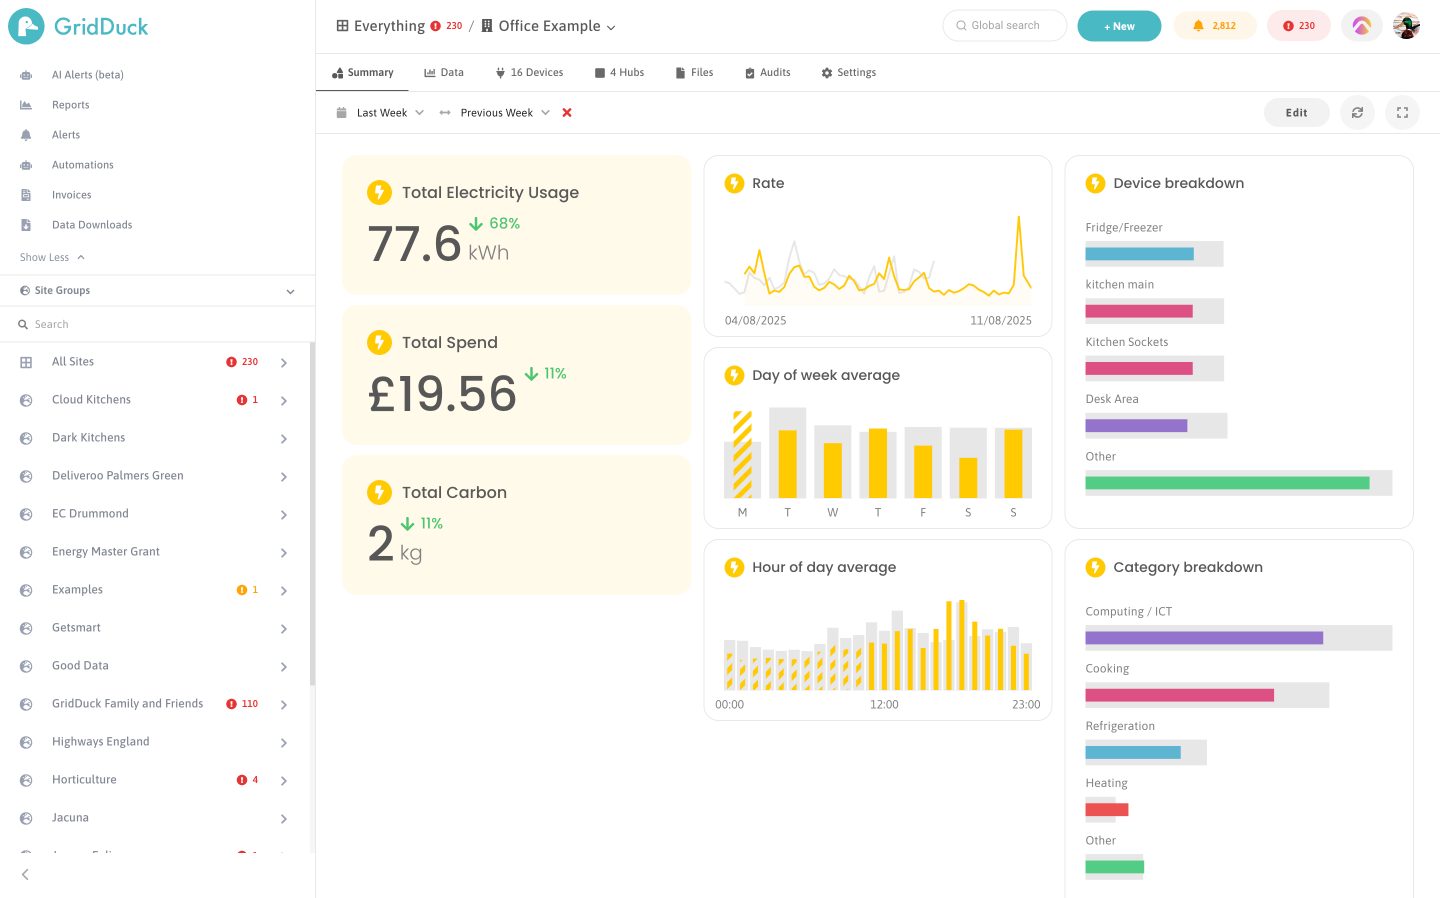 GridDuck
Everything 230 / Office Example
Global search
+ New
2,812
230
AI Alerts (beta)
Reports
Alerts
Automations
Invoices
Data Downloads
Show Less
Site Groups
Search
All Sites 230
Cloud Kitchens 1
Dark Kitchens
Deliveroo Palmers Green
EC Drummond
Energy Master Grant
Examples 1
Getsmart
Good Data
GridDuck Family and Friends 110
Highways England
Horticulture 4
Jacuna
Summary Data 16 Devices 4 Hubs Files Audits Settings
Last Week Previous Week Edit
Total Electricity Usage
77.6 kWh
68%
Total Spend
£19.56
11%
Total Carbon
2 kg
11%
Rate
04/08/2025 11/08/2025
Day of week average
M T W T F S S
Hour of day average
00:00 12:00 23:00
Device breakdown
Fridge/Freezer
kitchen main
Kitchen Sockets
Desk Area
Other
Category breakdown
Computing / ICT
Cooking
Refrigeration
Heating
Other